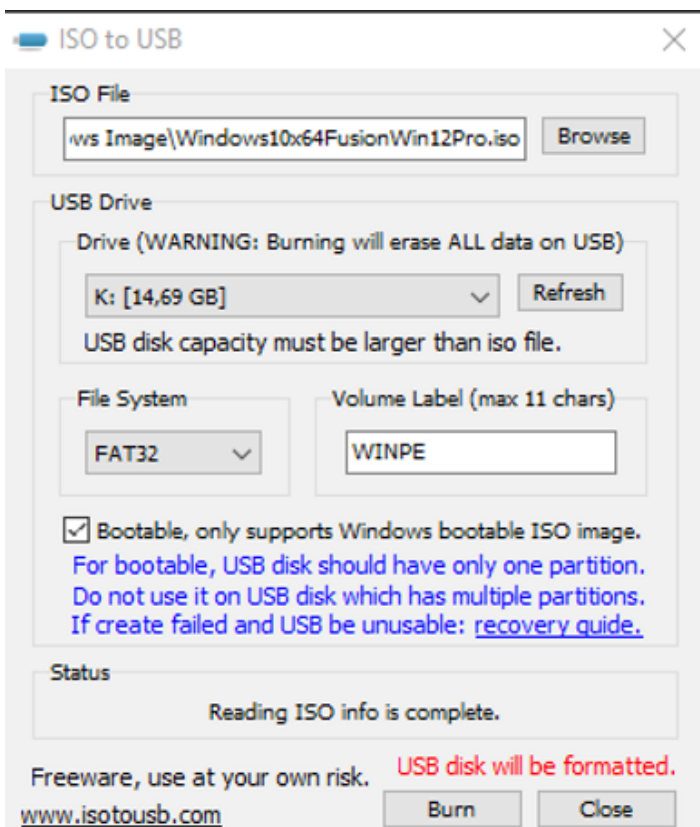 ISO to USB
ISO File
ws Image\Windows10x64FusionWin12Pro.iso
Browse
USB Drive
Drive (WARNING: Burning will erase ALL data on USB)
K: [14,69 GB]
Refresh
USB disk capacity must be larger than iso file.
File System
Volume Label (max 11 chars)
FAT32
WINPE
Bootable, only supports Windows bootable ISO image.
For bootable, USB disk should have only one partition.
Do not use it on USB disk which has multiple partitions.
If create failed and USB be unusable: recovery guide.
Status
Reading ISO info is complete.
Freeware, use at your own risk.
USB disk will be formatted.
www.isotousb.com
Burn
Close